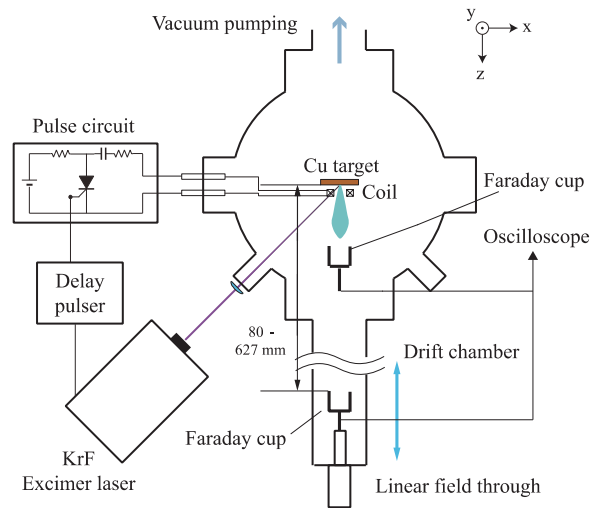 Vacuum pumping
y
x
z
Pulse circuit
Cu target
Coil
Faraday cup
Oscilloscope
Delay
pulser
80 -
627 mm
Drift chamber
Faraday cup
KrF
Excimer laser
Linear field through